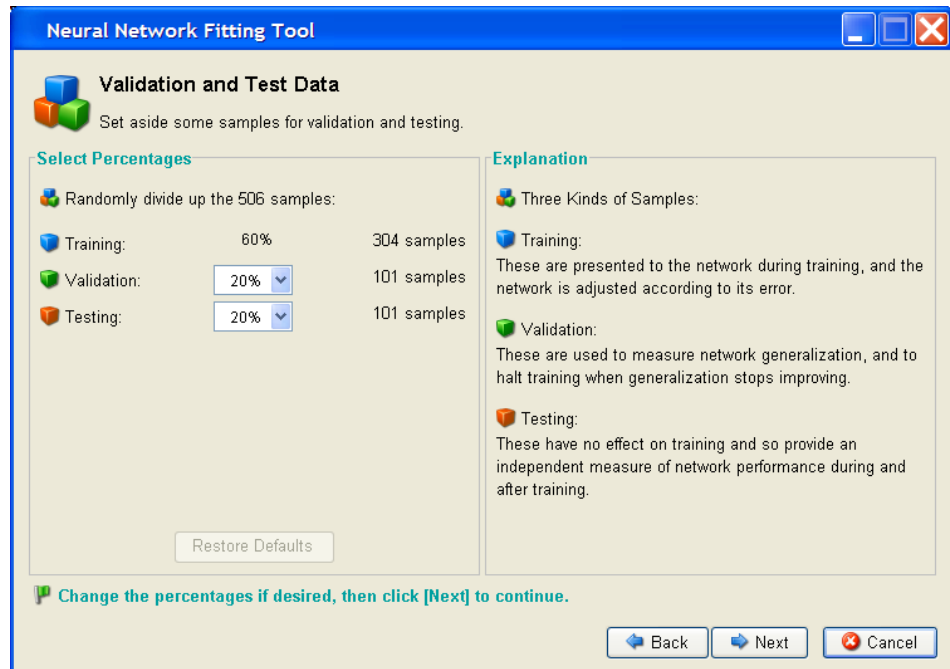 Neural Network Fitting Tool
Validation and Test Data
Set aside some samples for validation and testing.
Select Percentages
Randomly divide up the 506 samples:
Training: 60% 304 samples
Validation: 20% 101 samples
Testing: 20% 101 samples
Restore Defaults
Explanation
Three Kinds of Samples:
Training:
These are presented to the network during training, and the
network is adjusted according to its error.
Validation:
These are used to measure network generalization, and to
halt training when generalization stops improving.
Testing:
These have no effect on training and so provide an
independent measure of network performance during and
after training.
Change the percentages if desired, then click [Next] to continue.
Back Next Cancel